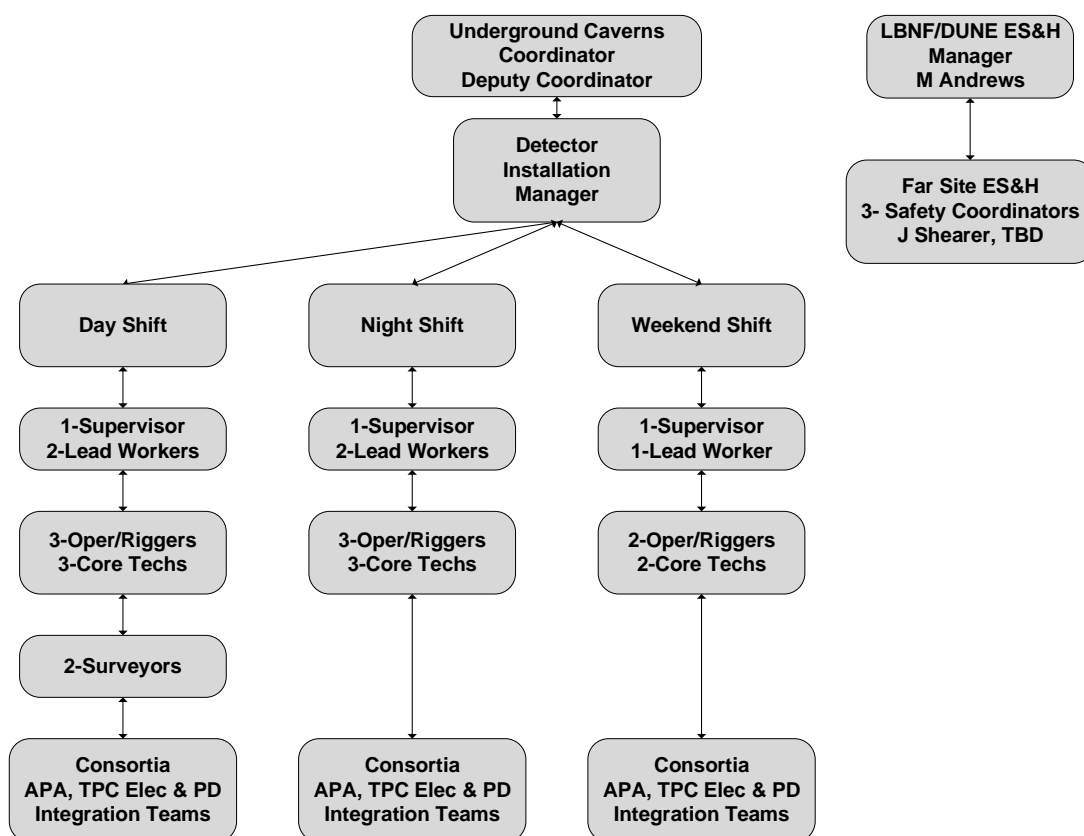 Underground Caverns
Coordinator
Deputy Coordinator
LBNF/DUNE ES&H
Manager
M Andrews
Detector
Installation
Manager
Far Site ES&H
3- Safety Coordinators
J Shearer, TBD
Day Shift
Night Shift
Weekend Shift
1-Supervisor
2-Lead Workers
1-Supervisor
2-Lead Workers
1-Supervisor
1-Lead Worker
3-Oper/Riggers
3-Core Techs
3-Oper/Riggers
3-Core Techs
2-Oper/Riggers
2-Core Techs
2-Surveyors
Consortia
APA, TPC Elec & PD
Integration Teams
Consortia
APA, TPC Elec & PD
Integration Teams
Consortia
APA, TPC Elec & PD
Integration Teams